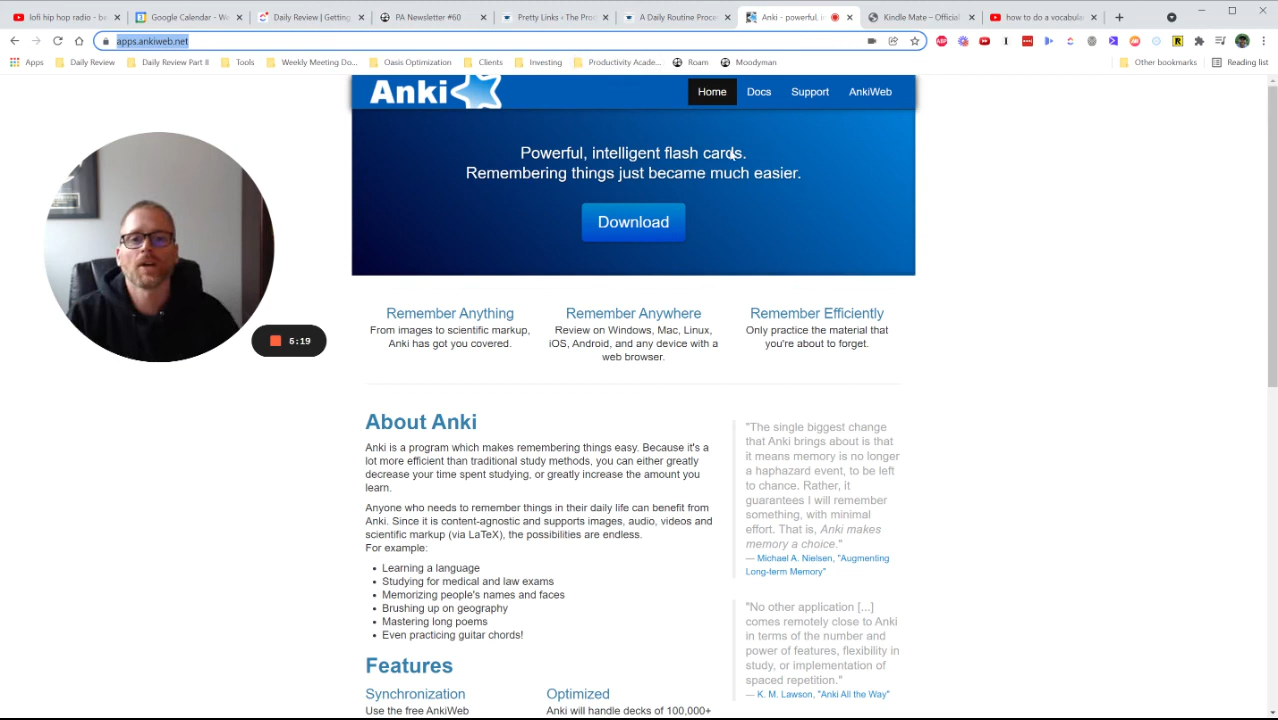 lofi hip hop radio - be
Google Calendar - We
Daily Review | Getting
PA Newsletter #60
Pretty Links ‹ The Proc
A Daily Routine Proce
Anki - powerful, in
Kindle Mate – Official
how to do a vocabula
apps.ankiweb.net
Apps
Daily Review
Daily Review Part II
Tools
Weekly Meeting Do...
Oasis Optimization
Clients
Investing
Productivity Acade...
Roam
Moodyman
Other bookmarks
Reading list
Anki
Home
Docs
Support
AnkiWeb
Powerful, intelligent flash cards.
Remembering things just became much easier.
Download
5:19
Remember Anything
From images to scientific markup,
Anki has got you covered.
Remember Anywhere
Review on Windows, Mac, Linux,
iOS, Android, and any device with a
web browser.
Remember Efficiently
Only practice the material that
you're about to forget.
About Anki
Anki is a program which makes remembering things easy. Because it's a
lot more efficient than traditional study methods, you can either greatly
decrease your time spent studying, or greatly increase the amount you
learn.
Anyone who needs to remember things in their daily life can benefit from
Anki. Since it is content-agnostic and supports images, audio, videos and
scientific markup (via LaTeX), the possibilities are endless.
For example:
• Learning a language
• Studying for medical and law exams
• Memorizing people's names and faces
• Brushing up on geography
• Mastering long poems
• Even practicing guitar chords!
Features
Synchronization
Use the free AnkiWeb
Optimized
Anki will handle decks of 100,000+
"The single biggest change
that Anki brings about is that
it means memory is no longer
a haphazard event, to be left
to chance. Rather, it
guarantees I will remember
something, with minimal
effort. That is, Anki makes
memory a choice."
— Michael A. Nielsen, "Augmenting
Long-term Memory"
"No other application [...]
comes remotely close to Anki
in terms of the number and
power of features, flexibility in
study, or implementation of
spaced repetition."
— K. M. Lawson, "Anki All the Way"